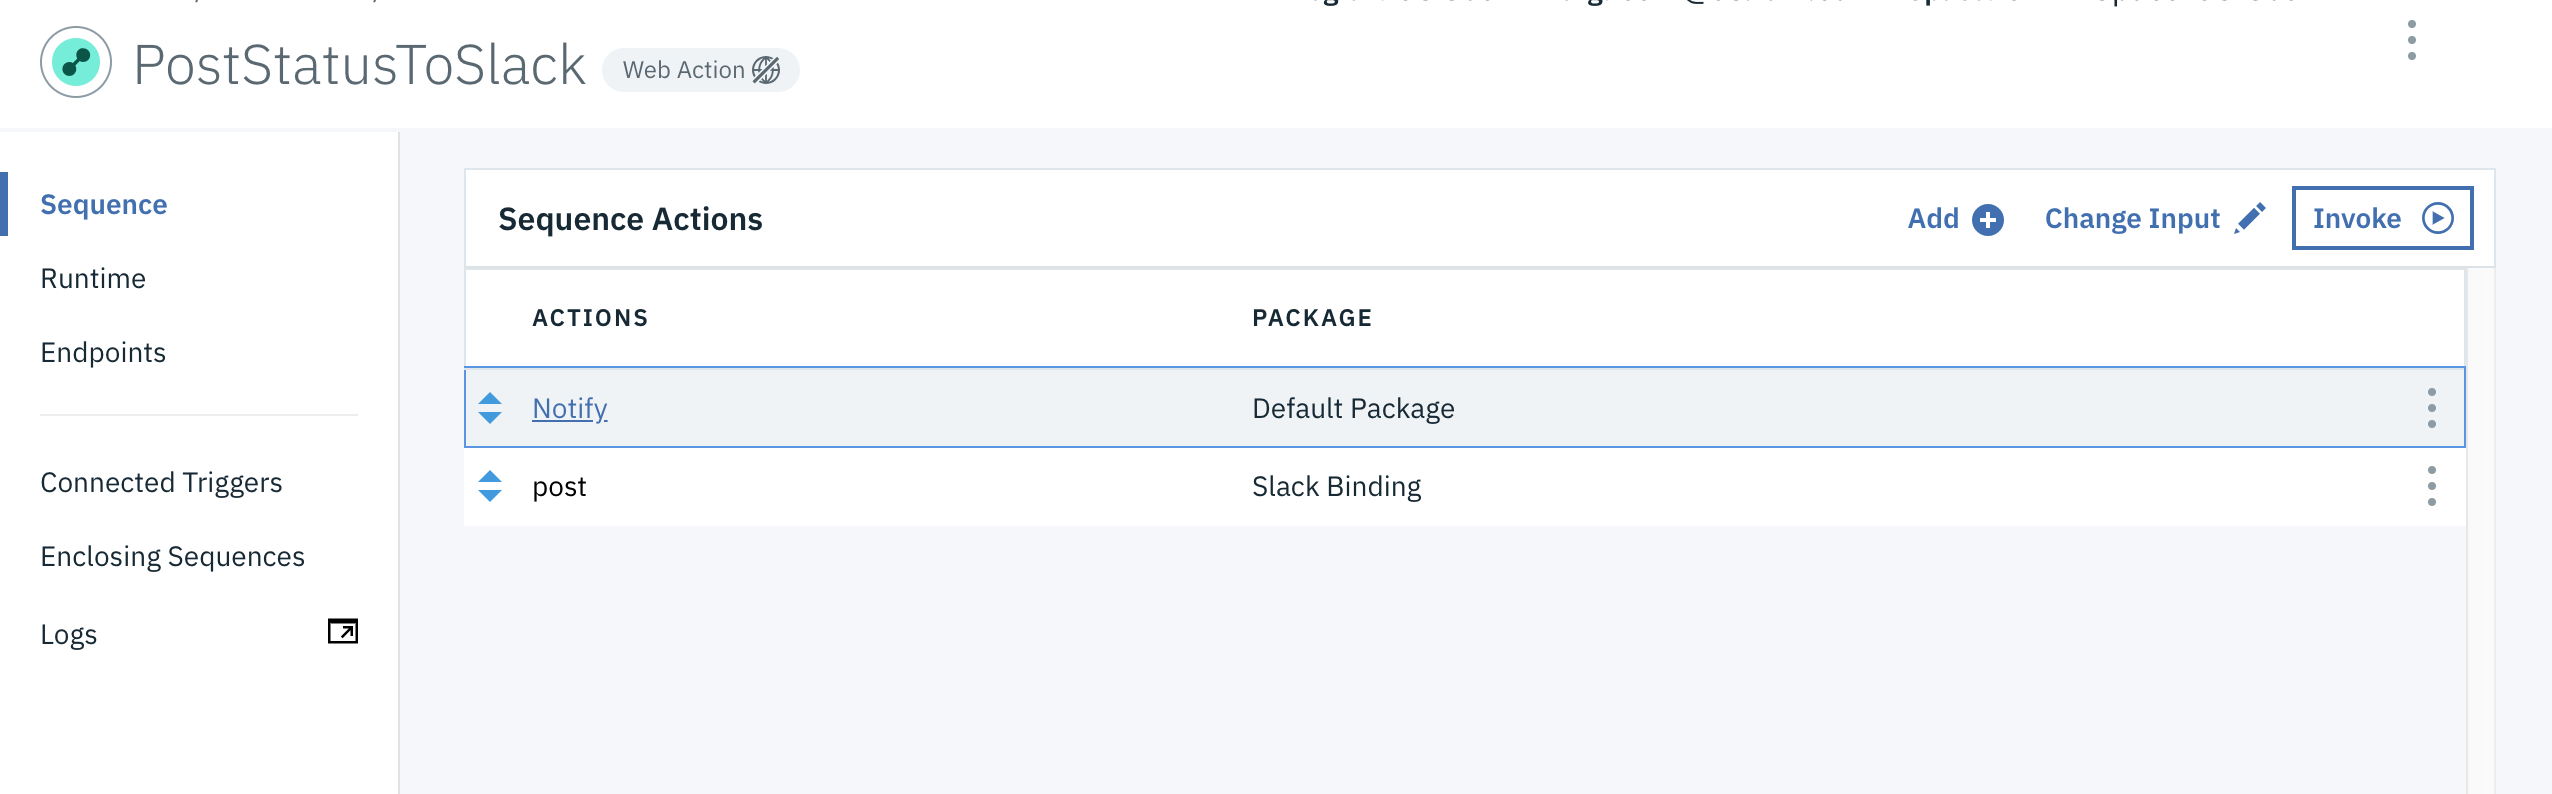 PostStatusToSlack Web Action
Sequence
Runtime
Endpoints
Connected Triggers
Enclosing Sequences
Logs
Sequence Actions Add Change Input Invoke
ACTIONS PACKAGE
Notify Default Package
post Slack Binding